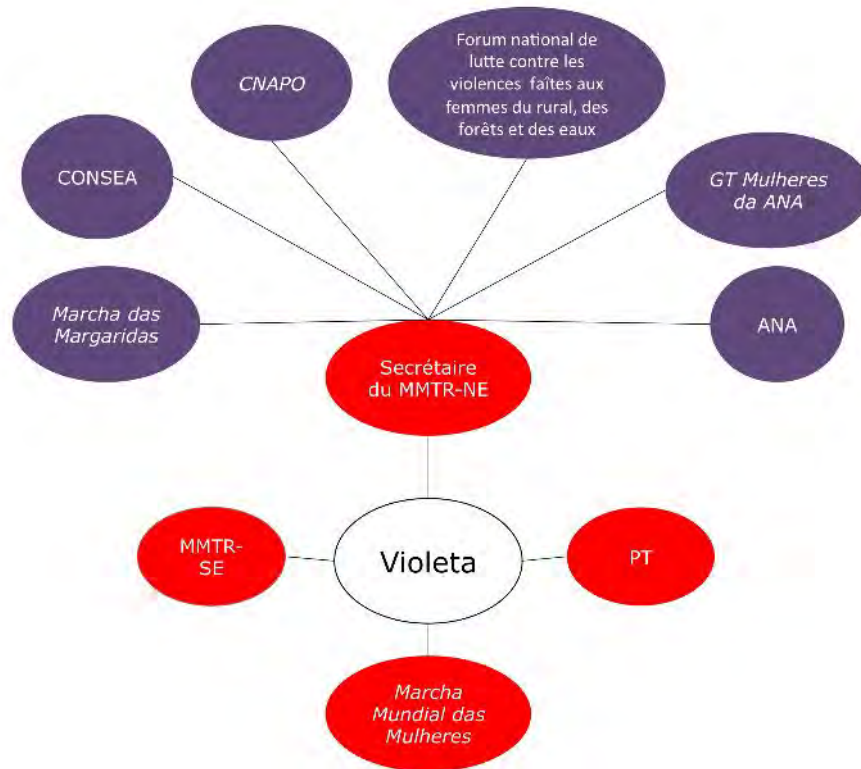 Forum national de
lutte contre les
violences faîtes aux
femmes du rural, des
forêts et des eaux
CNAPO
CONSEA
GT Mulheres
da ANA
Marcha das
Margaridas
ANA
Secrétaire
du MMTR-NE
MMTR-
SE
Violeta
PT
Marcha
Mundial das
Mulheres